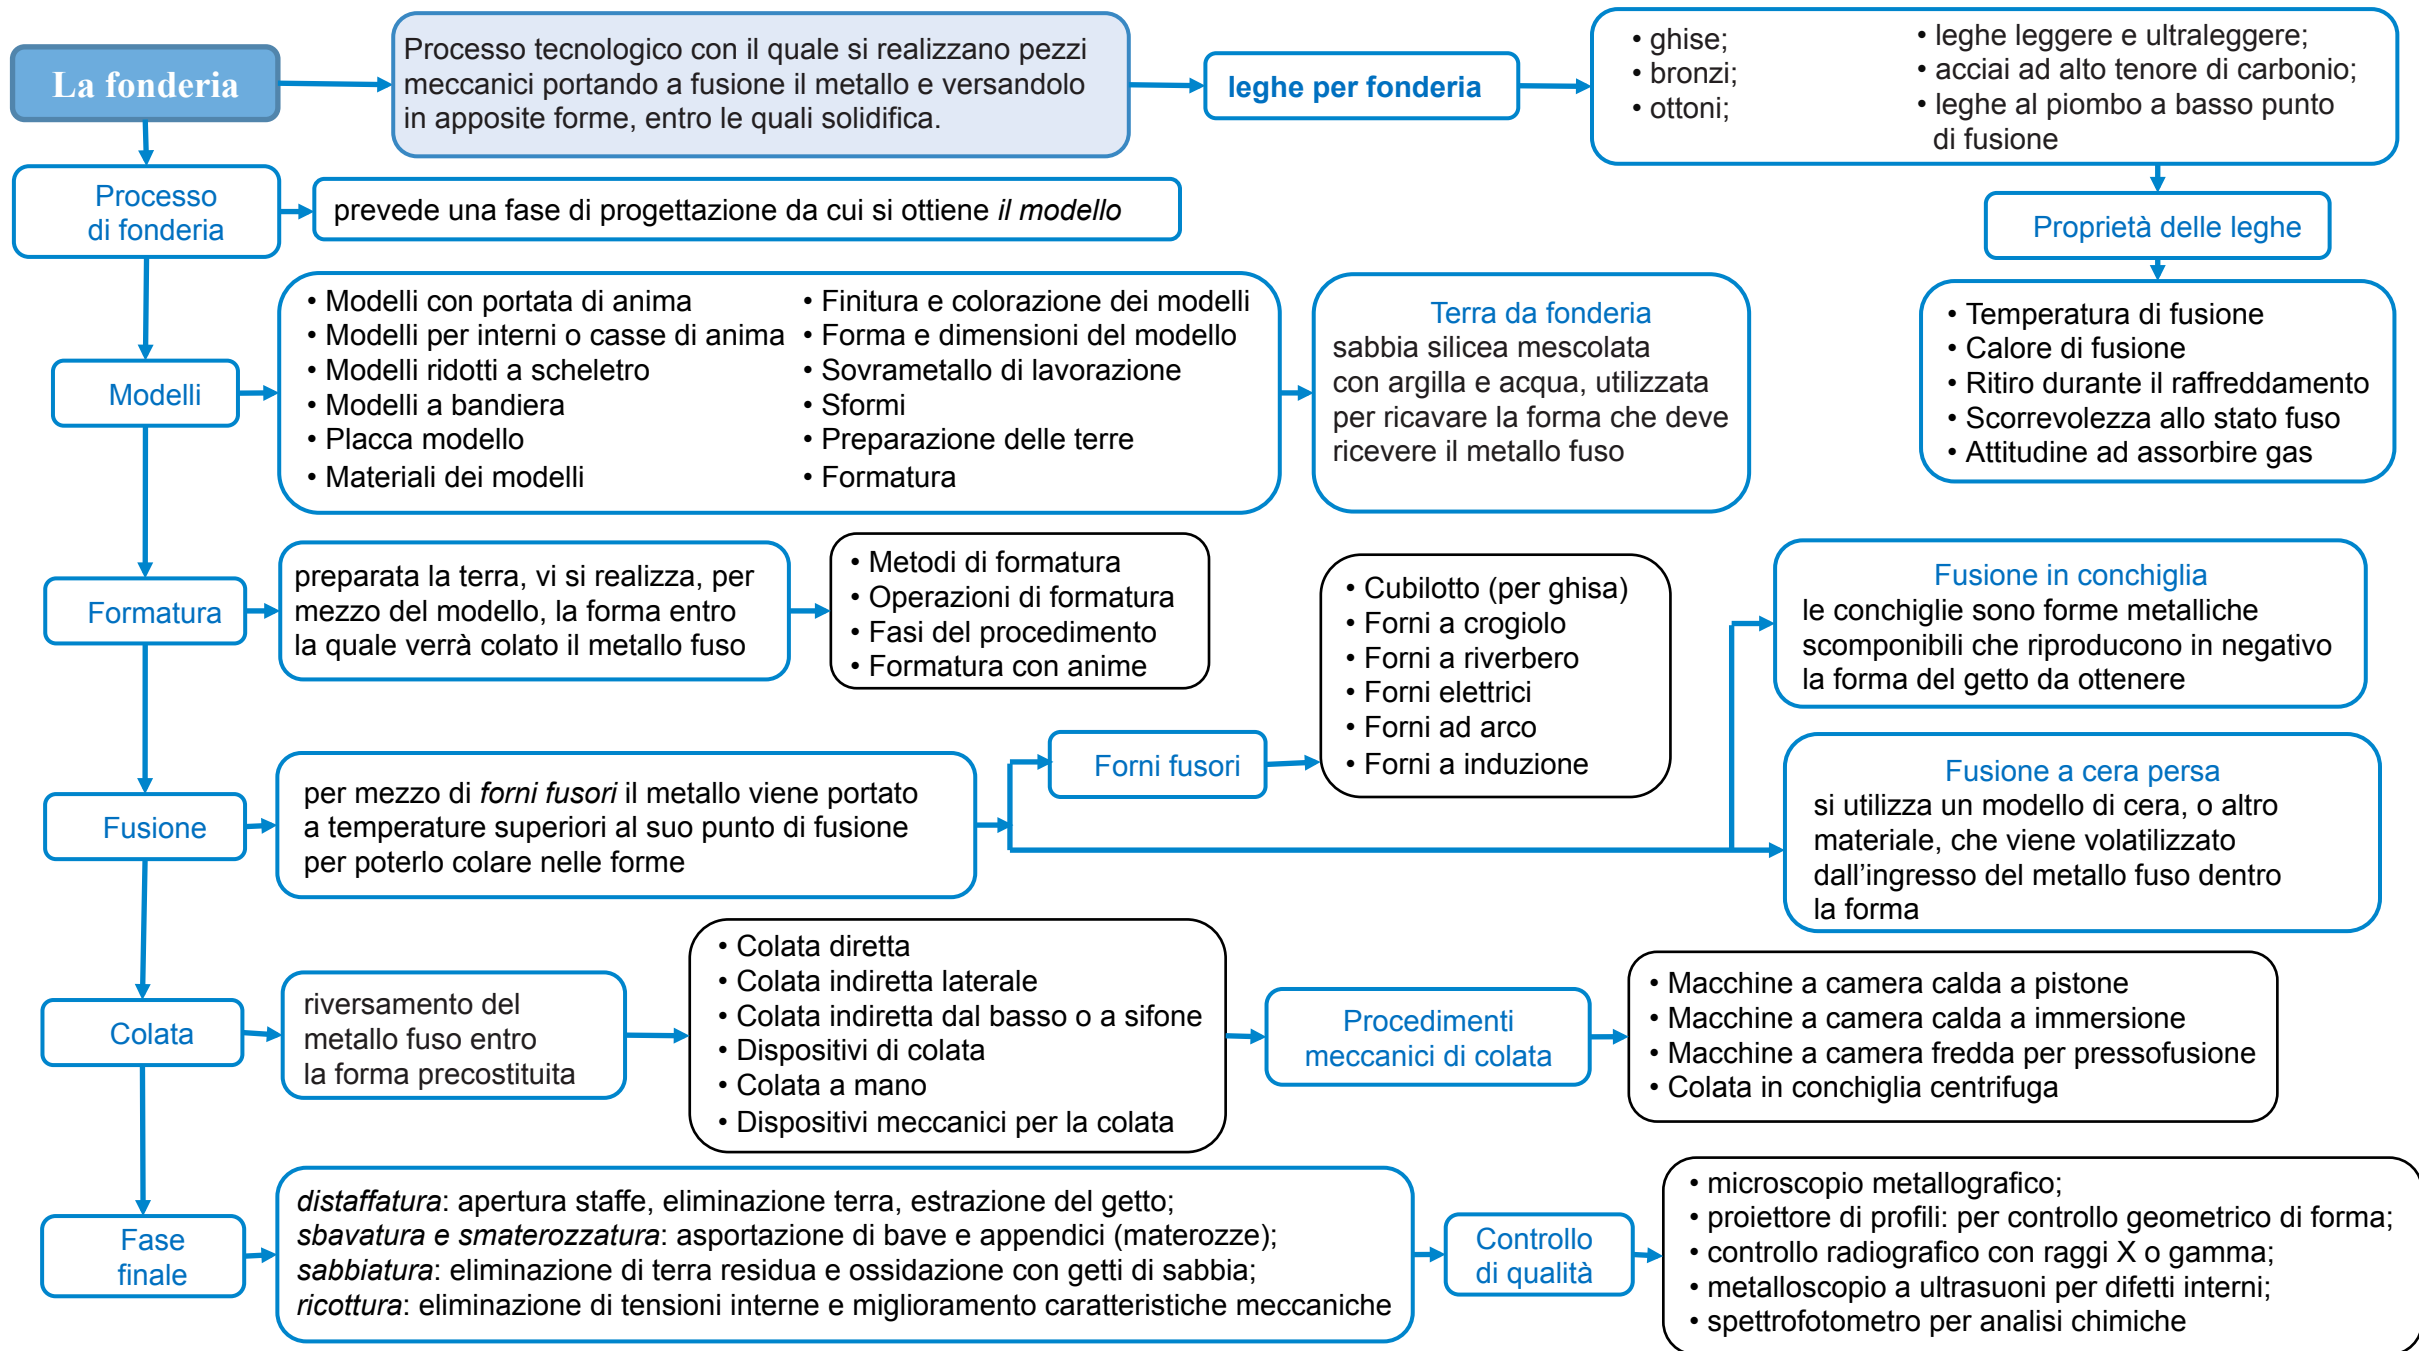 La fonderia
Processo tecnologico con il quale si realizzano pezzi
meccanici portando a fusione il metallo e versandolo
in apposite forme, entro le quali solidifica.
leghe per fonderia
• ghise;
• bronzi;
• ottoni;
• leghe leggere e ultraleggere;
• acciai ad alto tenore di carbonio;
• leghe al piombo a basso punto
di fusione
Processo
di fonderia
prevede una fase di progettazione da cui si ottiene il modello
Proprietà delle leghe
• Temperatura di fusione
• Calore di fusione
• Ritiro durante il raffreddamento
• Scorrevolezza allo stato fuso
• Attitudine ad assorbire gas
Modelli
• Modelli con portata di anima
• Modelli per interni o casse di anima
• Modelli ridotti a scheletro
• Modelli a bandiera
• Placca modello
• Materiali dei modelli
• Finitura e colorazione dei modelli
• Forma e dimensioni del modello
• Sovrametallo di lavorazione
• Sformi
• Preparazione delle terre
• Formatura
Terra da fonderia
sabbia silicea mescolata
con argilla e acqua, utilizzata
per ricavare la forma che deve
ricevere il metallo fuso
Formatura
preparata la terra, vi si realizza, per
mezzo del modello, la forma entro
la quale verrà colato il metallo fuso
• Metodi di formatura
• Operazioni di formatura
• Fasi del procedimento
• Formatura con anime
Fusione
per mezzo di forni fusori il metallo viene portato
a temperature superiori al suo punto di fusione
per poterlo colare nelle forme
Forni fusori
• Cubilotto (per ghisa)
• Forni a crogiolo
• Forni a riverbero
• Forni elettrici
• Forni ad arco
• Forni a induzione
Fusione in conchiglia
le conchiglie sono forme metalliche
scomponibili che riproducono in negativo
la forma del getto da ottenere
Fusione a cera persa
si utilizza un modello di cera, o altro
materiale, che viene volatilizzato
dall’ingresso del metallo fuso dentro
la forma
Colata
riversamento del
metallo fuso entro
la forma precostituita
• Colata diretta
• Colata indiretta laterale
• Colata indiretta dal basso o a sifone
• Dispositivi di colata
• Colata a mano
• Dispositivi meccanici per la colata
Procedimenti
meccanici di colata
• Macchine a camera calda a pistone
• Macchine a camera calda a immersione
• Macchine a camera fredda per pressofusione
• Colata in conchiglia centrifuga
Fase
finale
distaffatura: apertura staffe, eliminazione terra, estrazione del getto;
sbavatura e smaterozzatura: asportazione di bave e appendici (materozze);
sabbiatura: eliminazione di terra residua e ossidazione con getti di sabbia;
ricottura: eliminazione di tensioni interne e miglioramento caratteristiche meccaniche
Controllo
di qualità
• microscopio metallografico;
• proiettore di profili: per controllo geometrico di forma;
• controllo radiografico con raggi X o gamma;
• metalloscopio a ultrasuoni per difetti interni;
• spettrofotometro per analisi chimiche